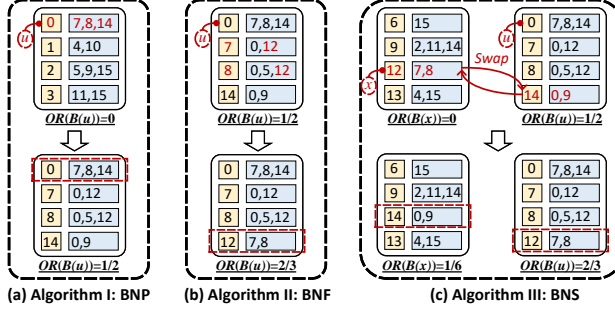 u
0 7,8,14
1 4,10
2 5,9,15
3 11,15
OR(B(u))=0
0 7,8,14
7 0,12
8 0,5,12
14 0,9
OR(B(u))=1/2
(a) Algorithm I: BNP
u
0 7,8,14
7 0,12
8 0,5,12
14 0,9
OR(B(u))=1/2
0 7,8,14
7 0,12
8 0,5,12
12 7,8
OR(B(u))=2/3
(b) Algorithm II: BNF
6 15
9 2,11,14
x
12 7,8
13 4,15
OR(B(x))=0
Swap
u
0 7,8,14
7 0,12
8 0,5,12
14 0,9
OR(B(u))=1/2
6 15
9 2,11,14
14 0,9
13 4,15
OR(B(x))=1/6
0 7,8,14
7 0,12
8 0,5,12
12 7,8
OR(B(u))=2/3
(c) Algorithm III: BNS